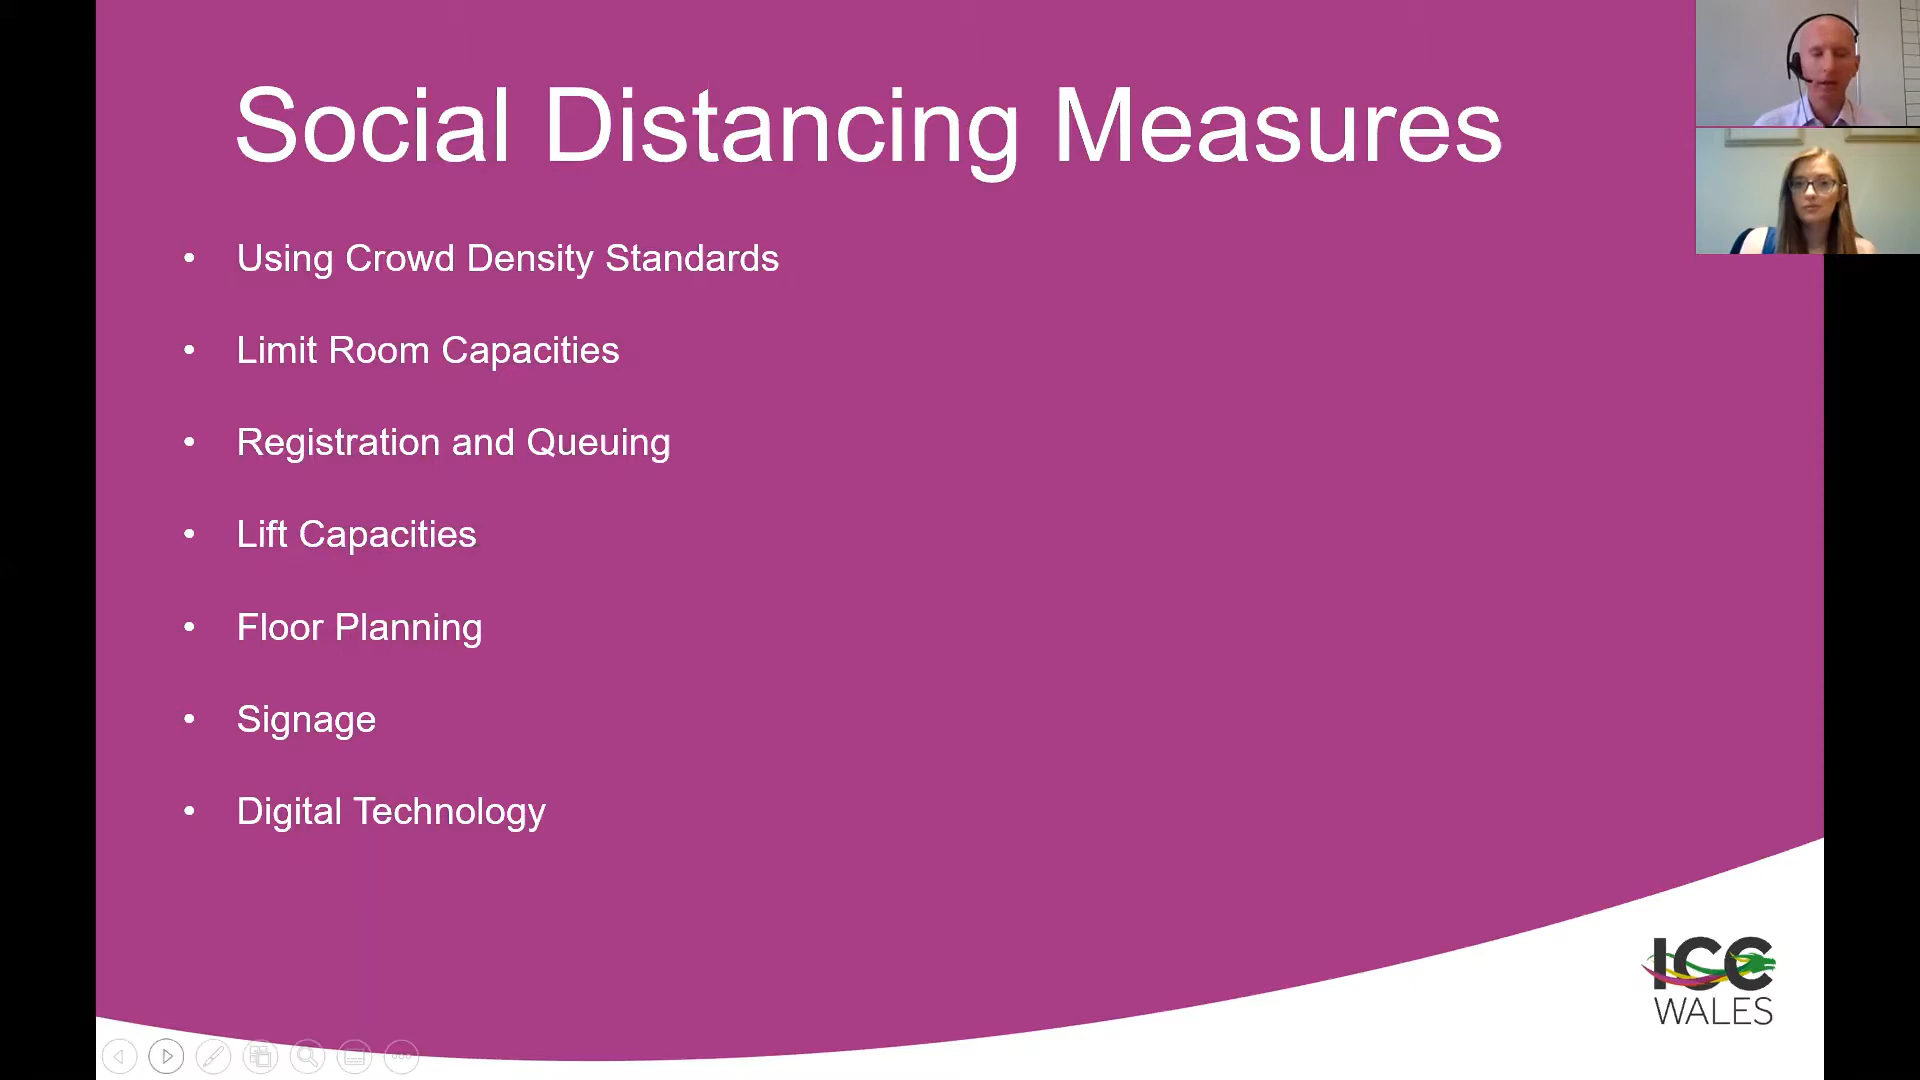 Social Distancing Measures
• Using Crowd Density Standards
• Limit Room Capacities
• Registration and Queuing
• Lift Capacities
• Floor Planning
• Signage
• Digital Technology
ICC
WALES